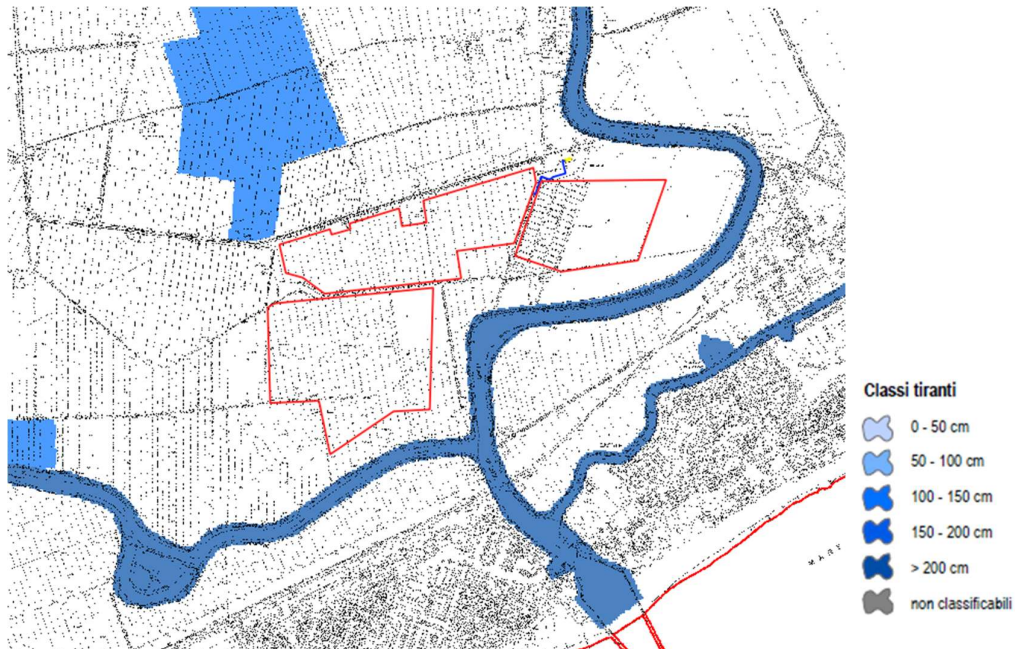 Classi tiranti
0 - 50 cm
50 - 100 cm
100 - 150 cm
150 - 200 cm
> 200 cm
non classificabili